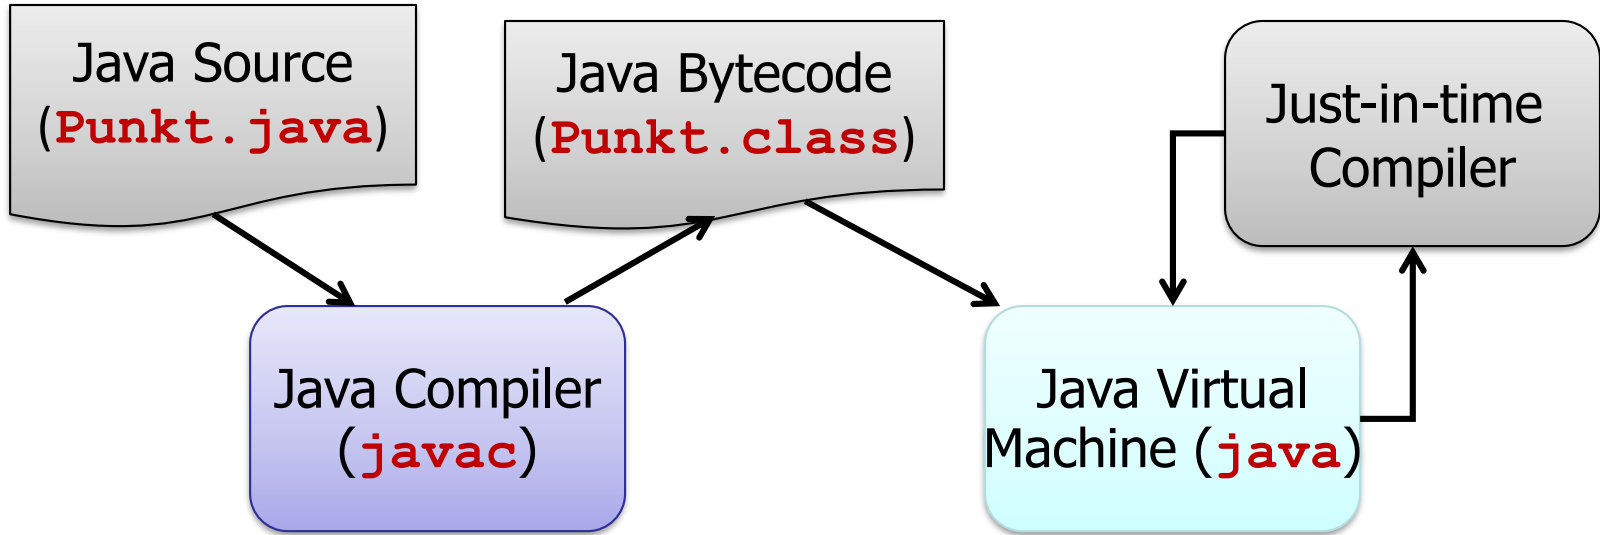 Java Source
(Punkt.java)
Java Bytecode
(Punkt.class)
Just-in-time
Compiler
Java Compiler
(javac)
Java Virtual
Machine (java)